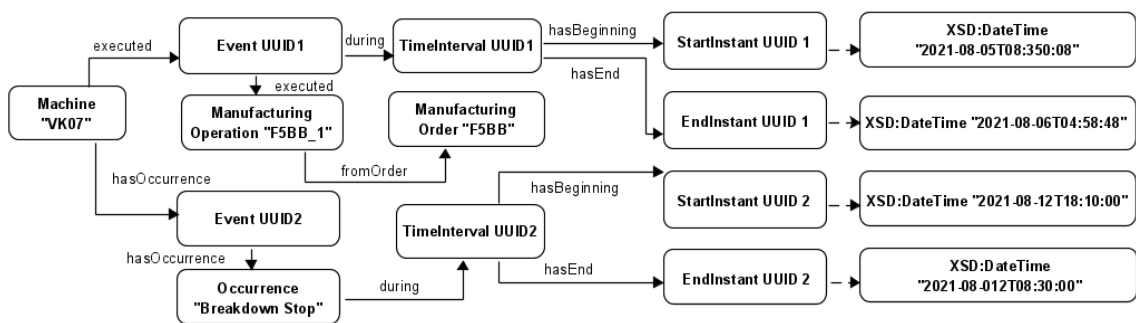 executed
Event UUID1
during
TimeInterval UUID1
hasBeginning
StartInstant UUID 1
XSD:DateTime
"2021-08-05T08:350:08"
hasEnd
executed
Machine
"VK07"
Manufacturing
Operation "F5BB_1"
Manufacturing
Order "F5BB"
EndInstant UUID 1
XSD:DateTime "2021-08-06T04:58:48"
fromOrder
hasOccurrence
hasBeginning
Event UUID2
TimeInterval UUID2
StartInstant UUID 2
XSD:DateTime "2021-08-12T18:10:00"
hasOccurrence
hasEnd
Occurrence
"Breakdown Stop"
during
EndInstant UUID 2
XSD:DateTime
"2021-08-012T08:30:00"